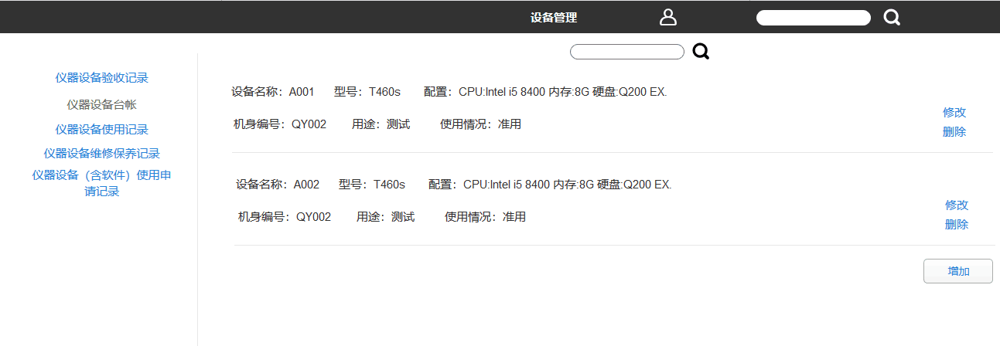 设备管理
仪器设备验收记录
仪器设备台帐
仪器设备使用记录
仪器设备维修保养记录
仪器设备（含软件）使用申
请记录
设备名称：A001 型号：T460s 配置：CPU:Intel i5 8400 内存:8G 硬盘:Q200 EX.
机身编号：QY002 用途：测试 使用情况：准用
修改
删除
设备名称：A002 型号：T460s 配置：CPU:Intel i5 8400 内存:8G 硬盘:Q200 EX.
机身编号：QY002 用途：测试 使用情况：准用
修改
删除
增加